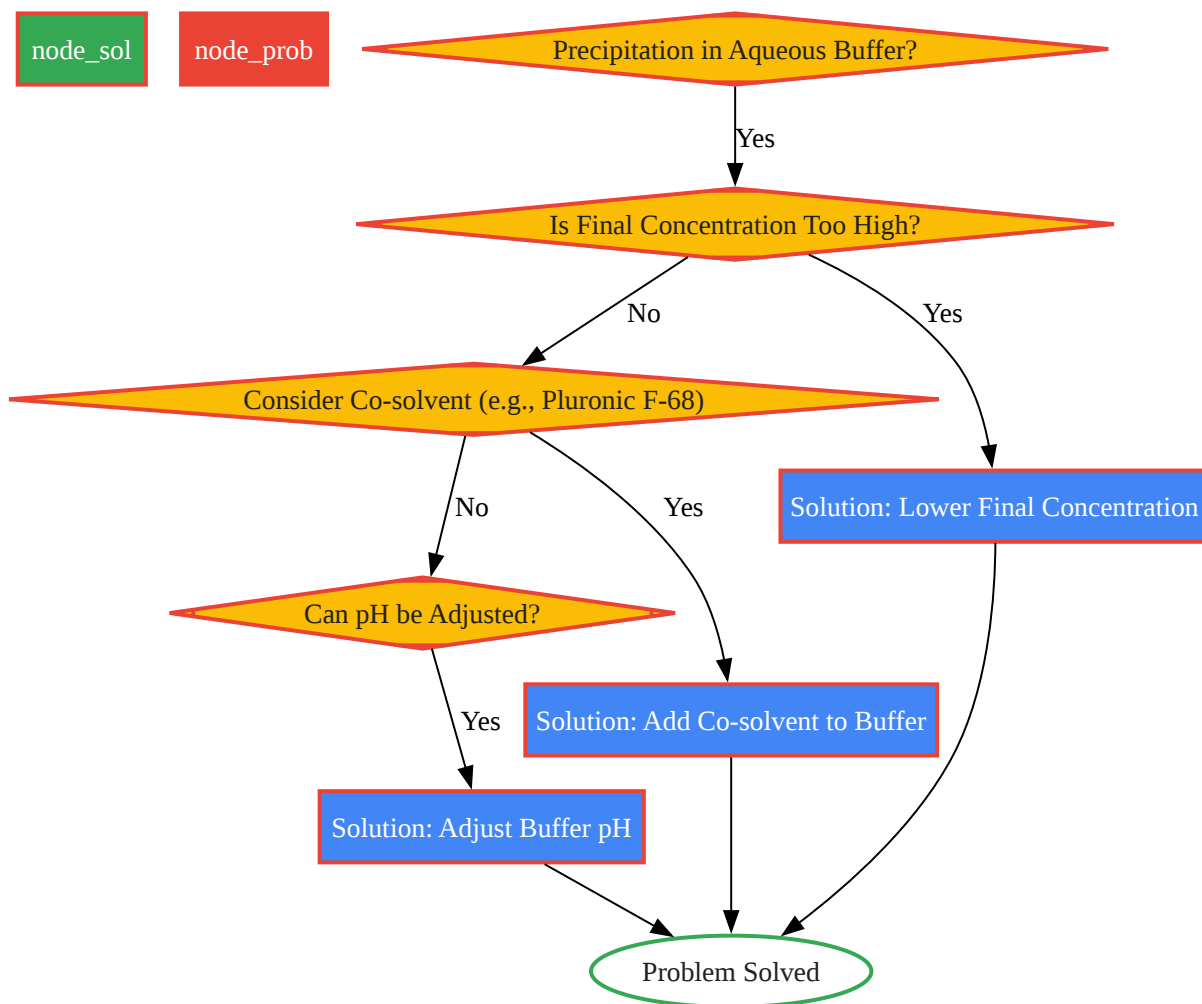 node_sol
node_prob
Precipitation in Aqueous Buffer?
Yes
Is Final Concentration Too High?
No
Yes
Consider Co-solvent (e.g., Pluronic F-68)
Solution: Lower Final Concentration
No
Yes
Can pH be Adjusted?
Solution: Add Co-solvent to Buffer
Yes
Solution: Adjust Buffer pH
Problem Solved